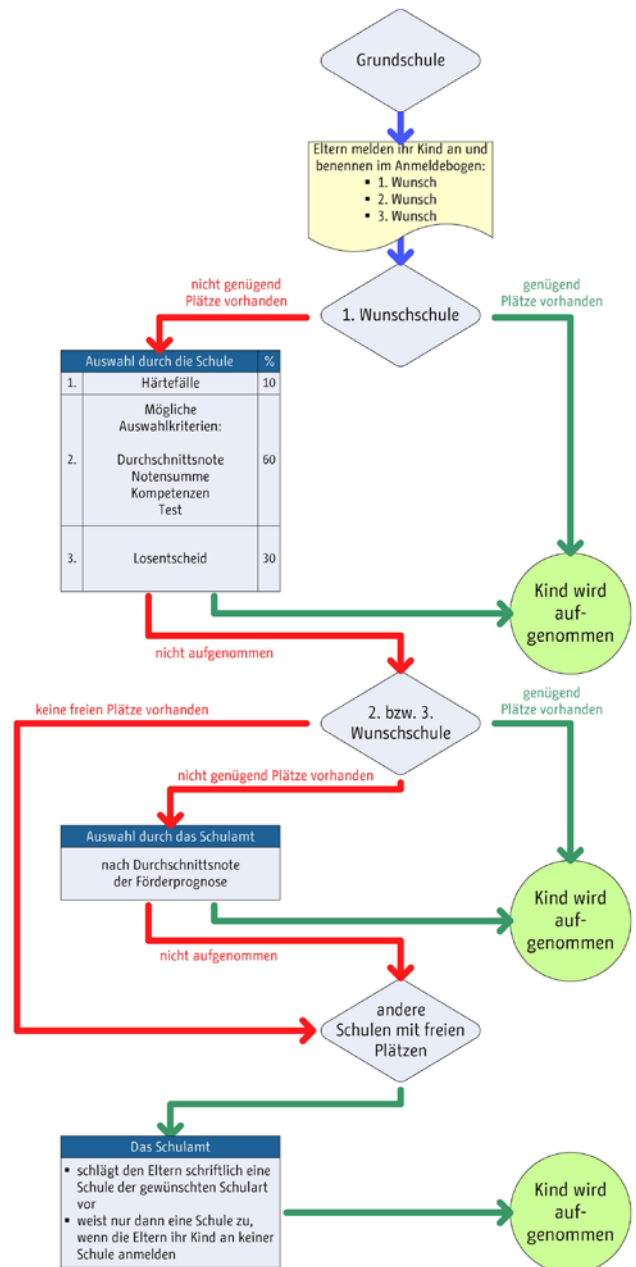 Grundschule
Eltern melden ihr Kind an und
benennen im Anmeldebogen:
▪ 1. Wunsch
▪ 2. Wunsch
▪ 3. Wunsch
nicht genügend
Plätze vorhanden
1. Wunschschule
genügend
Plätze vorhanden
Auswahl durch die Schule %
1. Härtefälle 10
Mögliche
Auswahlkriterien:
2. Durchschnittsnote 60
Notensumme
Kompetenzen
Test
3. Losentscheid 30
Kind wird
auf-
genommen
nicht aufgenommen
keine freien Plätze vorhanden
2. bzw. 3.
Wunschschule
genügend
Plätze vorhanden
nicht genügend Plätze vorhanden
Auswahl durch das Schulamt
nach Durchschnittsnote
der Förderprognose
Kind wird
auf-
genommen
nicht aufgenommen
andere
Schulen mit freien
Plätzen
Das Schulamt
▪ schlägt den Eltern schriftlich eine
Schule der gewünschten Schulart
vor
▪ weist nur dann eine Schule zu,
wenn die Eltern ihr Kind an keiner
Schule anmelden
Kind wird
auf-
genommen